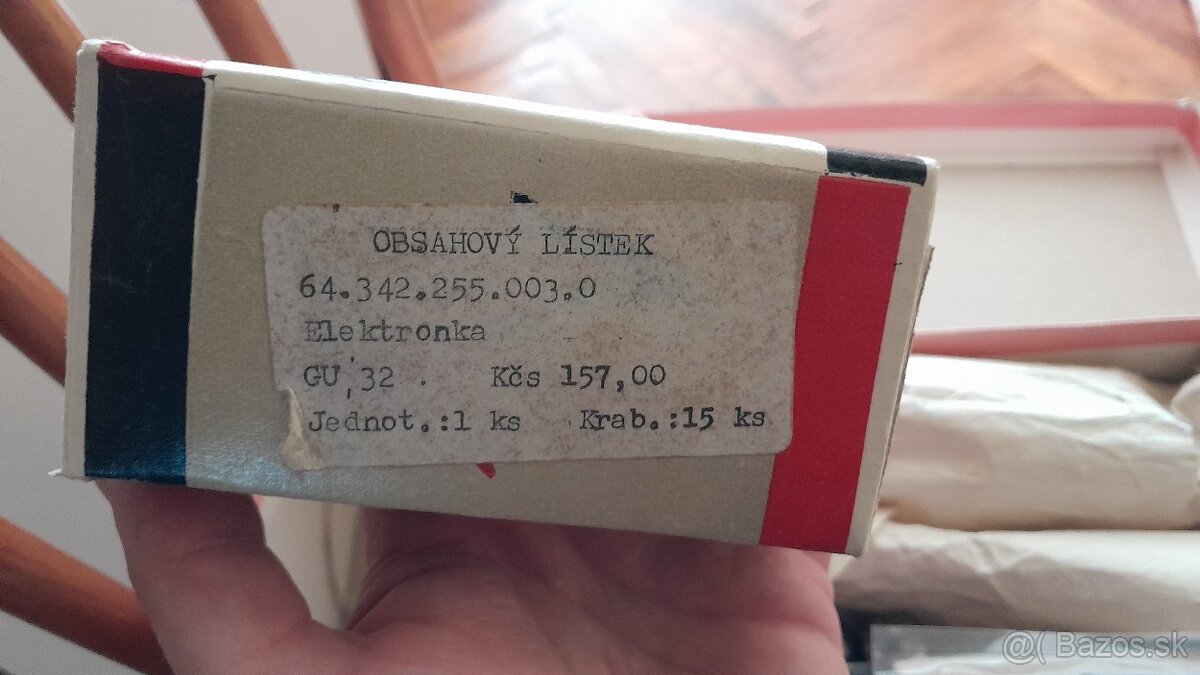 OBSAHOVÝ LÍSTEK
64.342.255.003.0
Elektronka
GU 32 . Kčs 157,00
Jednot.:1 ks Krab.:15 ks
@( Bazos.sk